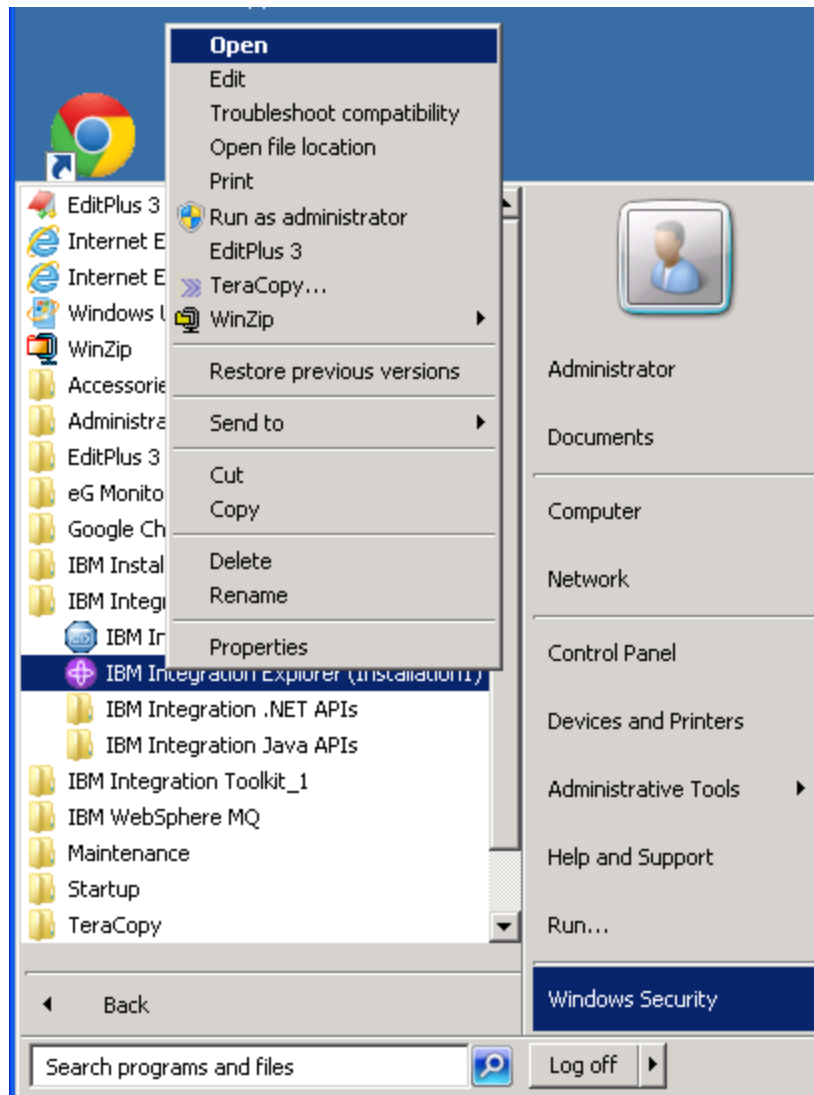 Open
Edit
Troubleshoot compatibility
Open file location
Print
Run as administrator
EditPlus 3
TeraCopy...
WinZip
Restore previous versions
Send to
Cut
Copy
Delete
Rename
Properties
EditPlus 3
Internet E
Internet E
Windows U
WinZip
Accessorie
Administra
EditPlus 3
eG Monito
Google Ch
IBM Instal
IBM Integr
IBM In
IBM Integration Explorer (Installation1)
IBM Integration .NET APIs
IBM Integration Java APIs
IBM Integration Toolkit_1
IBM WebSphere MQ
Maintenance
Startup
TeraCopy
Back
Search programs and files
Administrator
Documents
Computer
Network
Control Panel
Devices and Printers
Administrative Tools
Help and Support
Run...
Windows Security
Log off